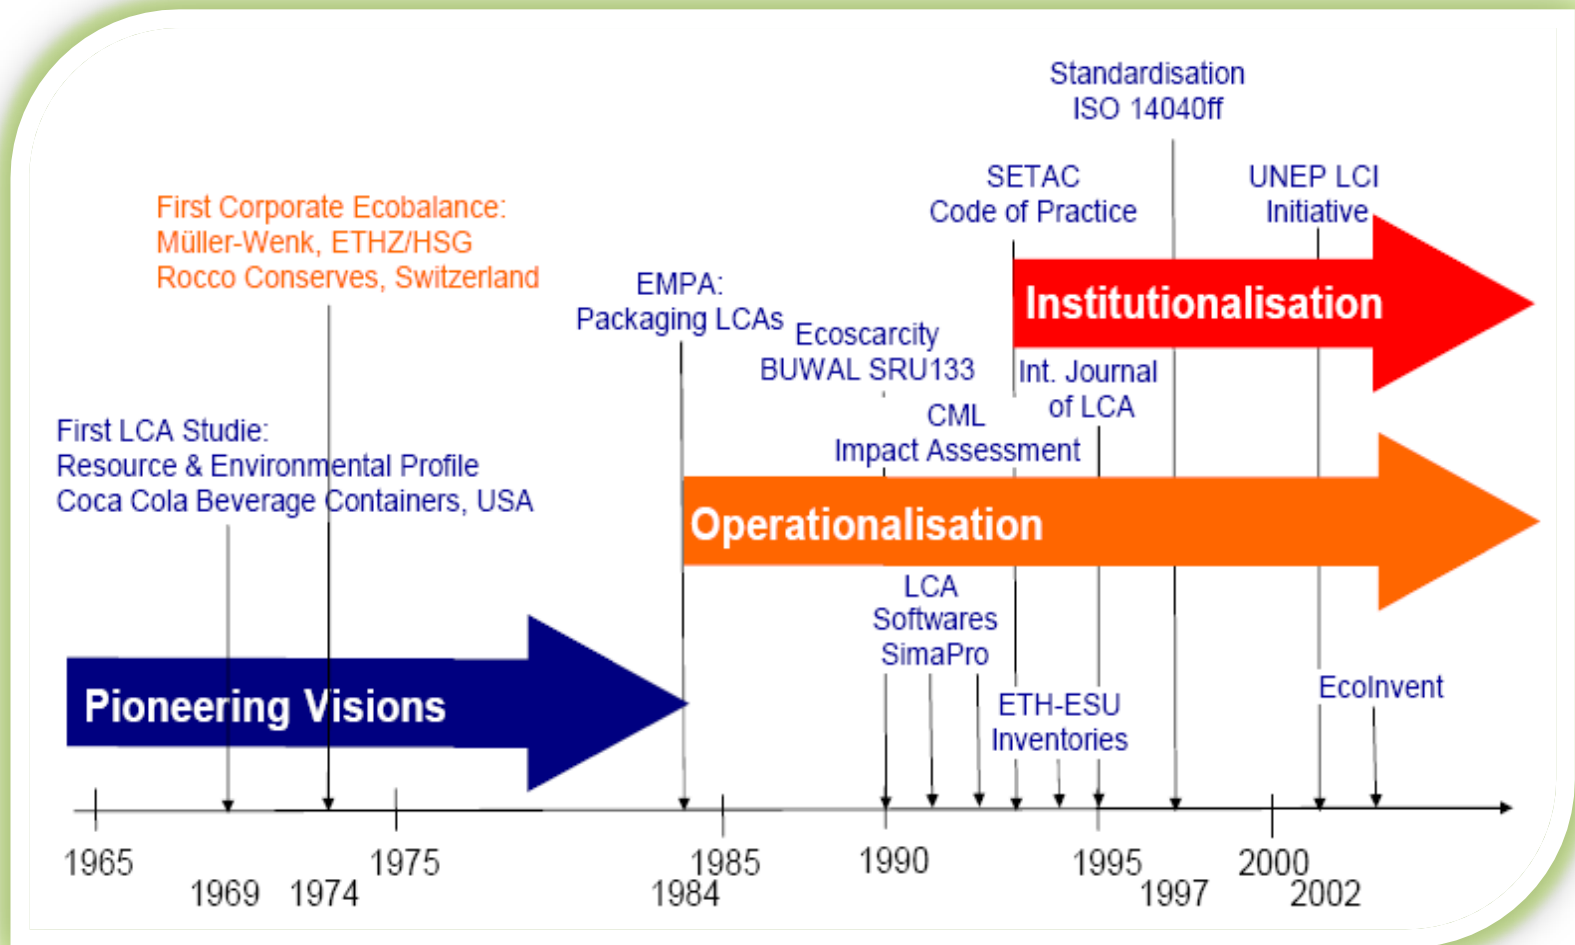 Standardisation
ISO 14040ff
SETAC
Code of Practice
UNEP LCI
Initiative
First Corporate Ecobalance:
Müller-Wenk, ETHZ/HSG
Rocco Conserves, Switzerland
EMPA:
Packaging LCAs
Institutionalisation
Ecoscarcity
BUWAL SRU133
Int. Journal
of LCA
CML
Impact Assessment
First LCA Studie:
Resource & Environmental Profile
Coca Cola Beverage Containers, USA
Operationalisation
LCA
Softwares
SimaPro
Pioneering Visions
ETH-ESU
Inventories
EcoInvent
1965
1975
1985
1990
1995
2000
1969
1974
1984
1997
2002